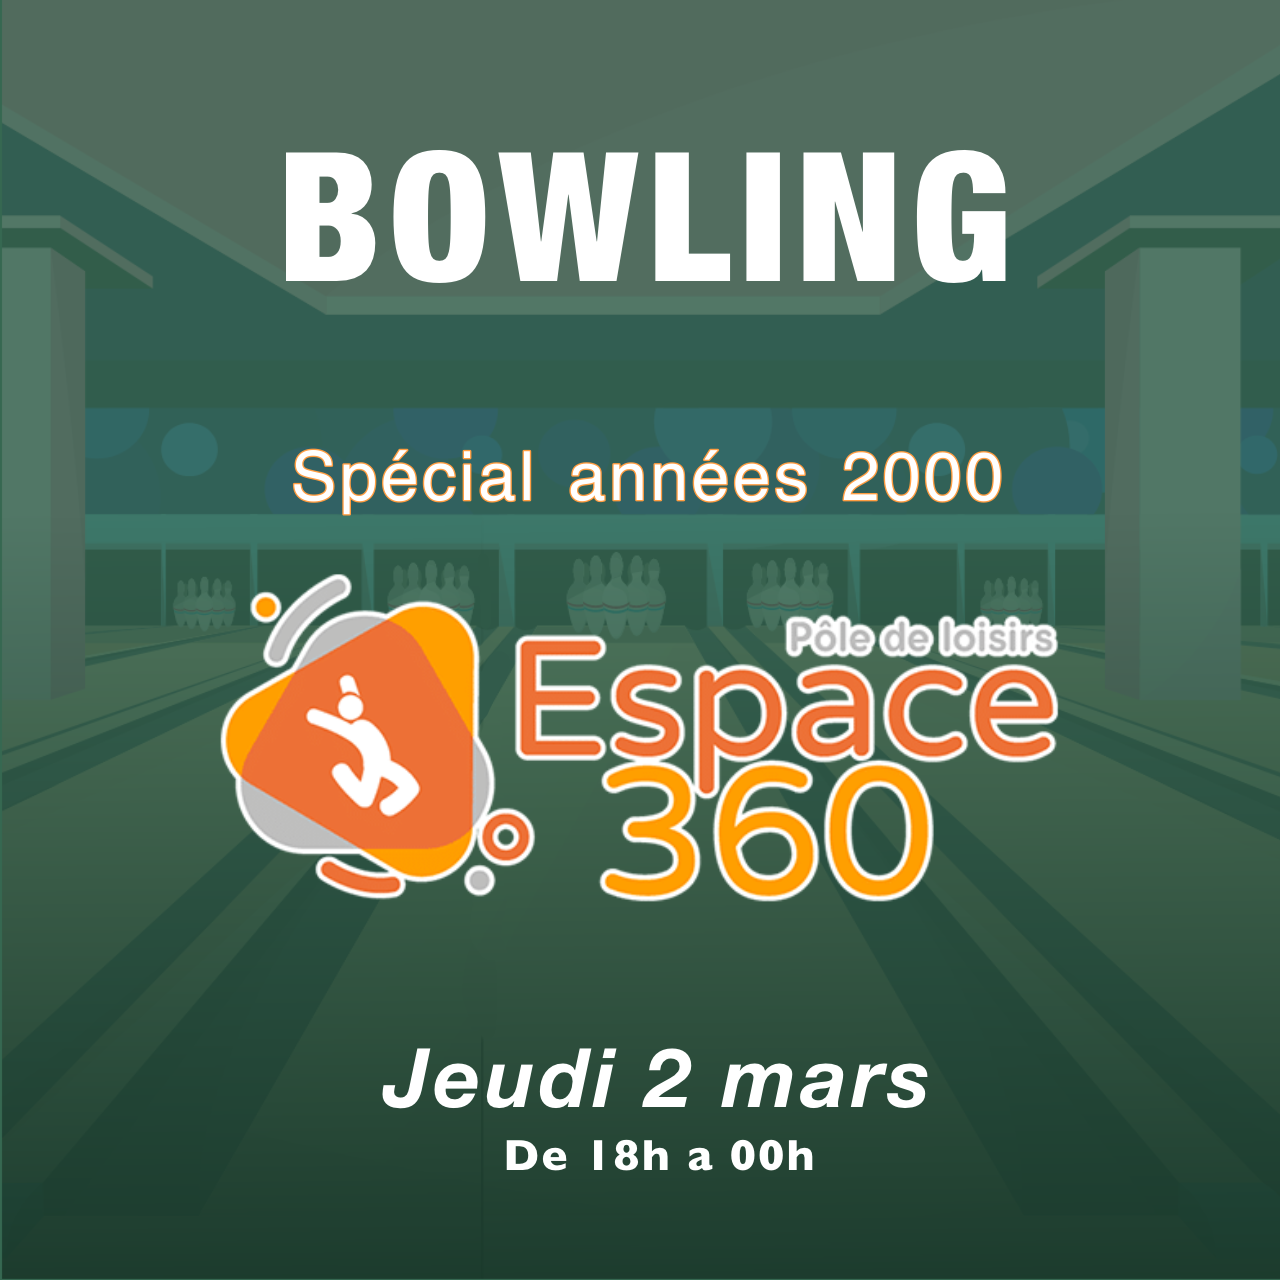 BOWLING
Spécial années 2000
Pôle de loisirs
Espace
360
Jeudi 2 mars
De 18h a 00h